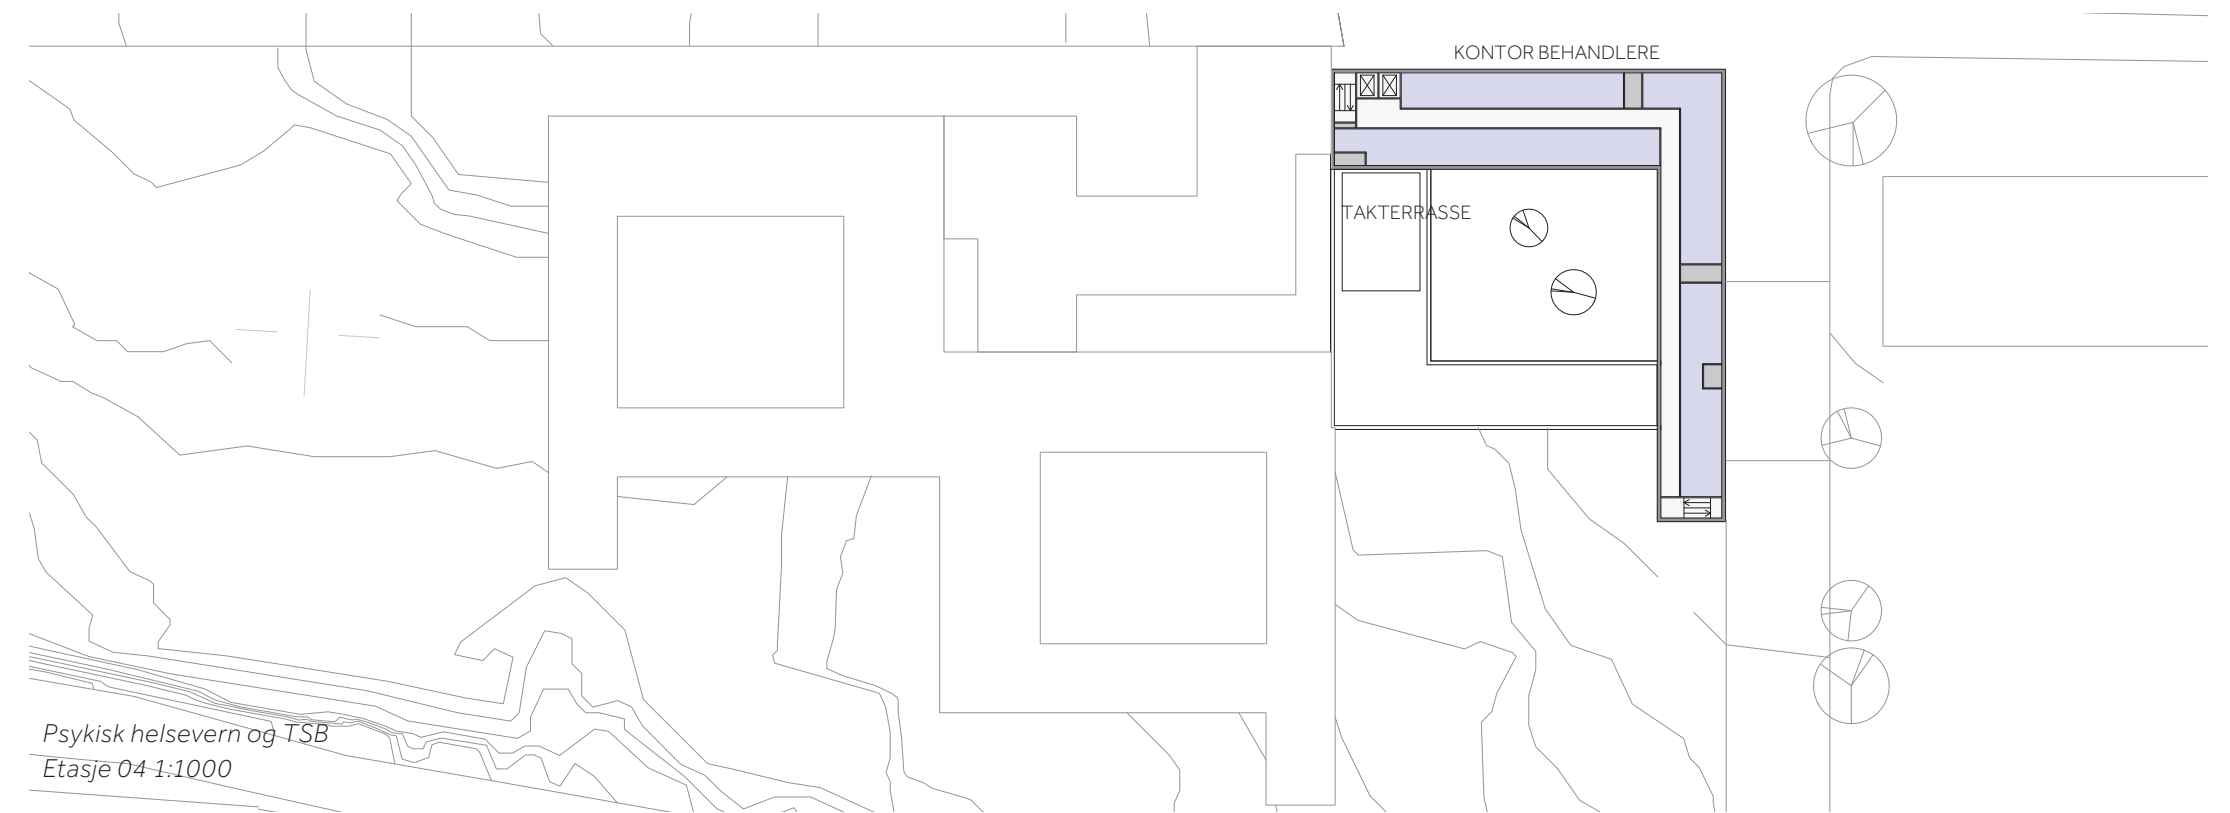 KONTOR BEHANDLERE
TAKTERRASSE
Psykisk helsevern og TSB
Etasje 04 1:1000